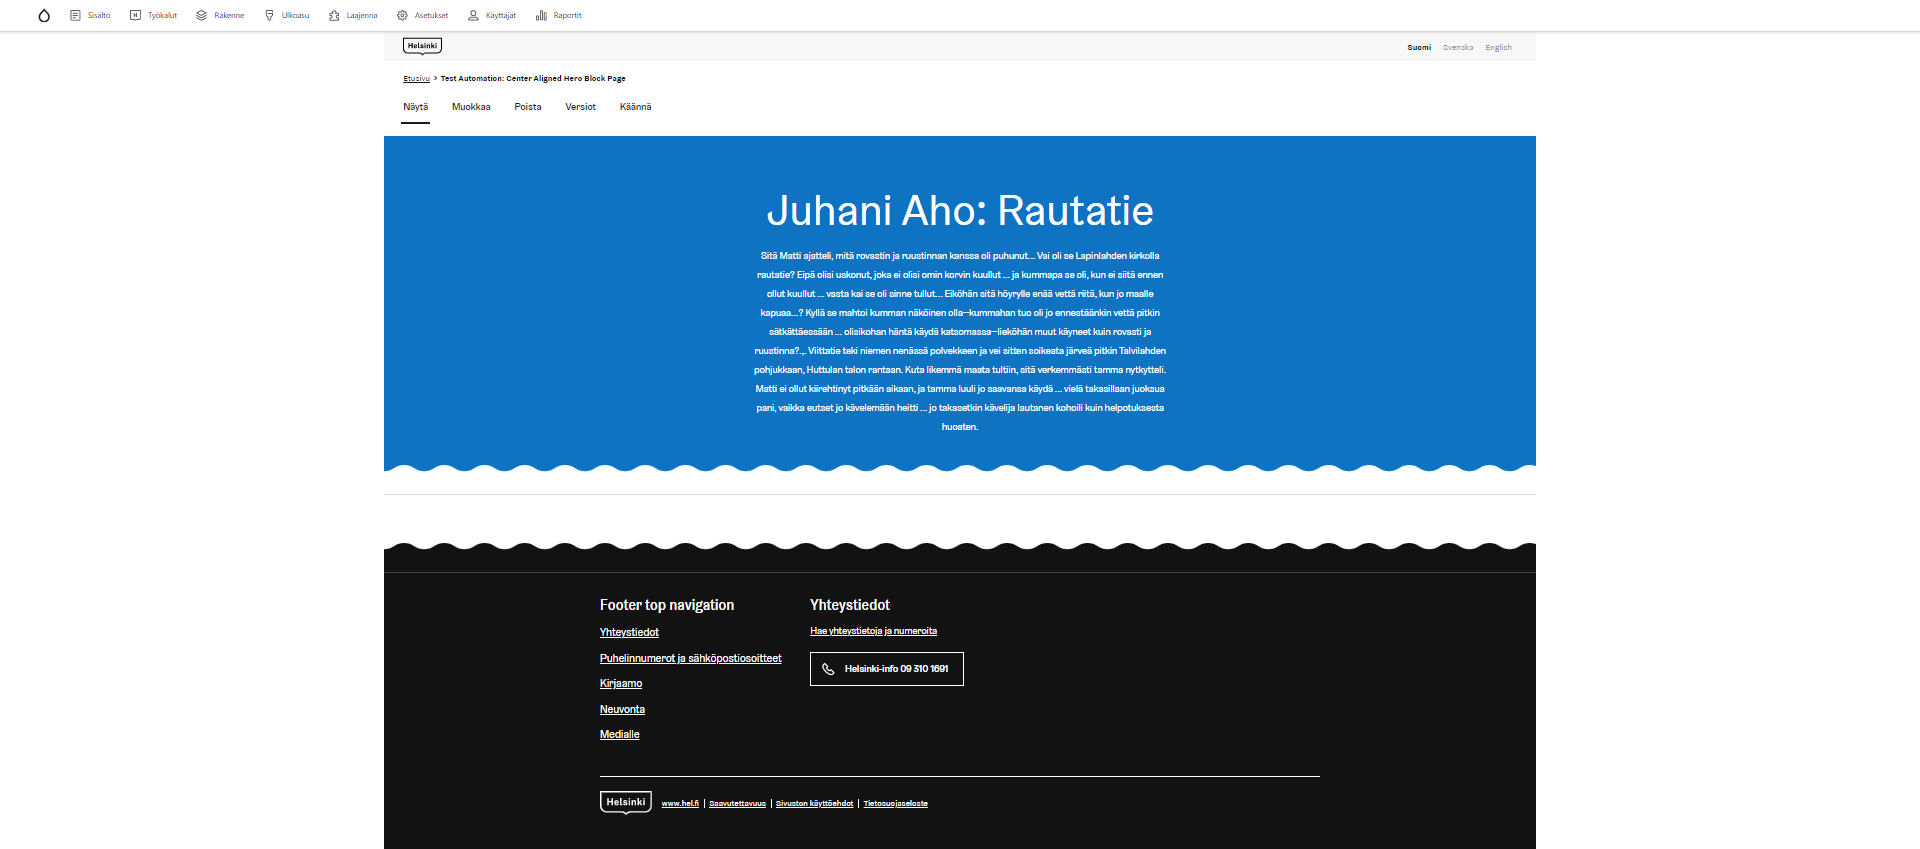 Sisältö Työkalut Rakenne Ulkoasu Laajenna Asetukset Käyttäjät Raportit
Helsinki
Suomi Svenska English
Etusivu > Test Automation: Center Aligned Hero Block Page
Näytä Muokkaa Poista Versiot Käännä
Juhani Aho: Rautatie
Sitä Matti ajatteli, mitä rovastin ja ruustinnan kanssa oli puhunut... Vai oli se Lapinlahden kirkolla
rautatie? Eipä olisi uskonut, joka ei olisi omin korvin kuullut ... ja kummapa se oli, kun ei siitä ennen
ollut kuullut ... vasta kai se oli sinne tullut... Eiköhän sitä höyrylle enää vettä riitä, kun jo maalle
kapuaa...? Kyllä se mahtoi kumman näköinen olla—kummahan tuo oli jo ennestäänkin vettä pitkin
sätkättäessään ... olisikohan häntä käydä katsomassa—lieköhän muut käyneet kuin rovasti ja
ruustinna?.,. Viittatie teki niemen nenässä polvekkeen ja vei sitten soikeata järveä pitkin Talvilahden
pohjukkaan, Huttulan talon rantaan. Kuta likemmä maata tultiin, sitä verkemmästi tamma nytkytteli.
Matti ei ollut kiirehtinyt pitkään aikaan, ja tamma luuli jo saavansa käydä ... vielä takasillaan juoksua
pani, vaikka eutset jo kävelemään heitti ... jo takasetkin kävelija lautanen kohoili kuin helpotuksesta
huoaten.
Footer top navigation
Yhteystiedot
Puhelinnumerot ja sähköpostiosoitteet
Kirjaamo
Neuvonta
Medialle
Yhteystiedot
Hae yhteystietoja ja numeroita
Helsinki-info 09 310 1691
Helsinki www.hel.fi | Saavutettavuus | Sivuston käyttöehdot | Tietosuojaseloste